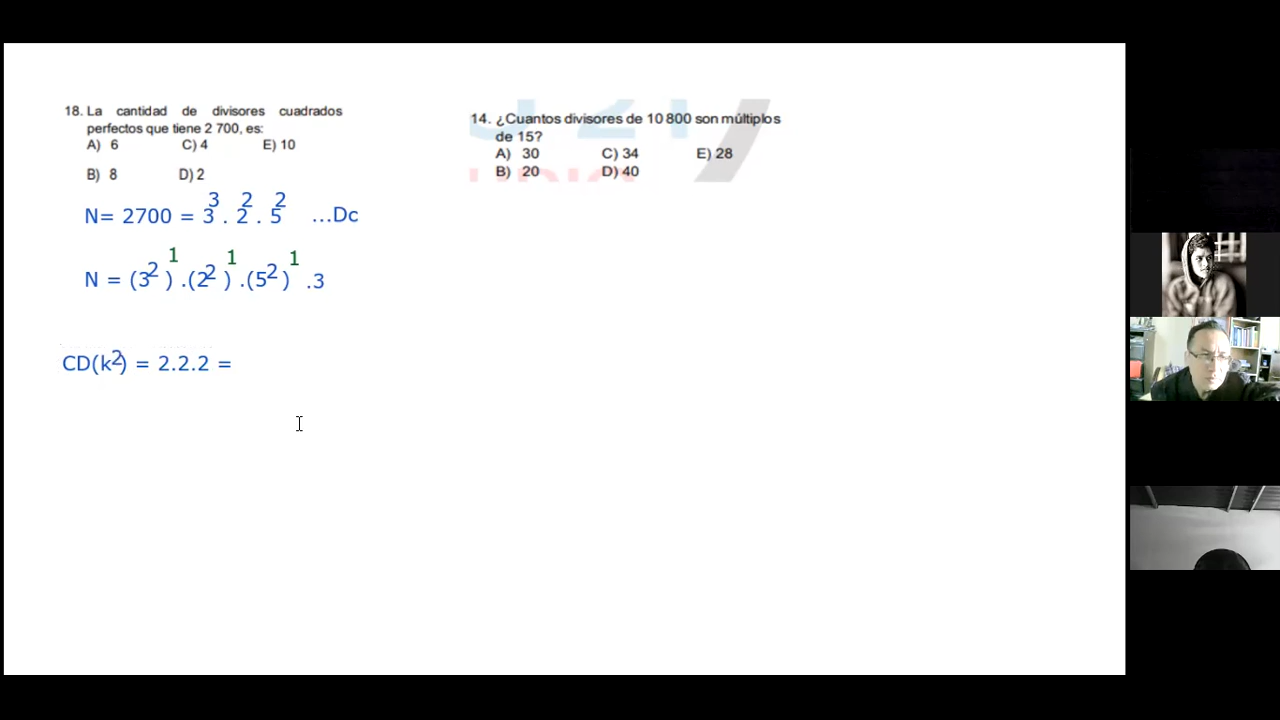 18. La cantidad de divisores cuadrados
perfectos que tiene 2 700, es:
A) 6 C) 4 E) 10
B) 8 D) 2
N= 2700 = 3³ . 2² . 5² ...Dc
N = (3²)¹ .(2²)¹ .(5²)¹ .3
CD(k²) = 2.2.2 =
14. ¿Cuantos divisores de 10 800 son múltiplos
de 15?
A) 30 C) 34 E) 28
B) 20 D) 40